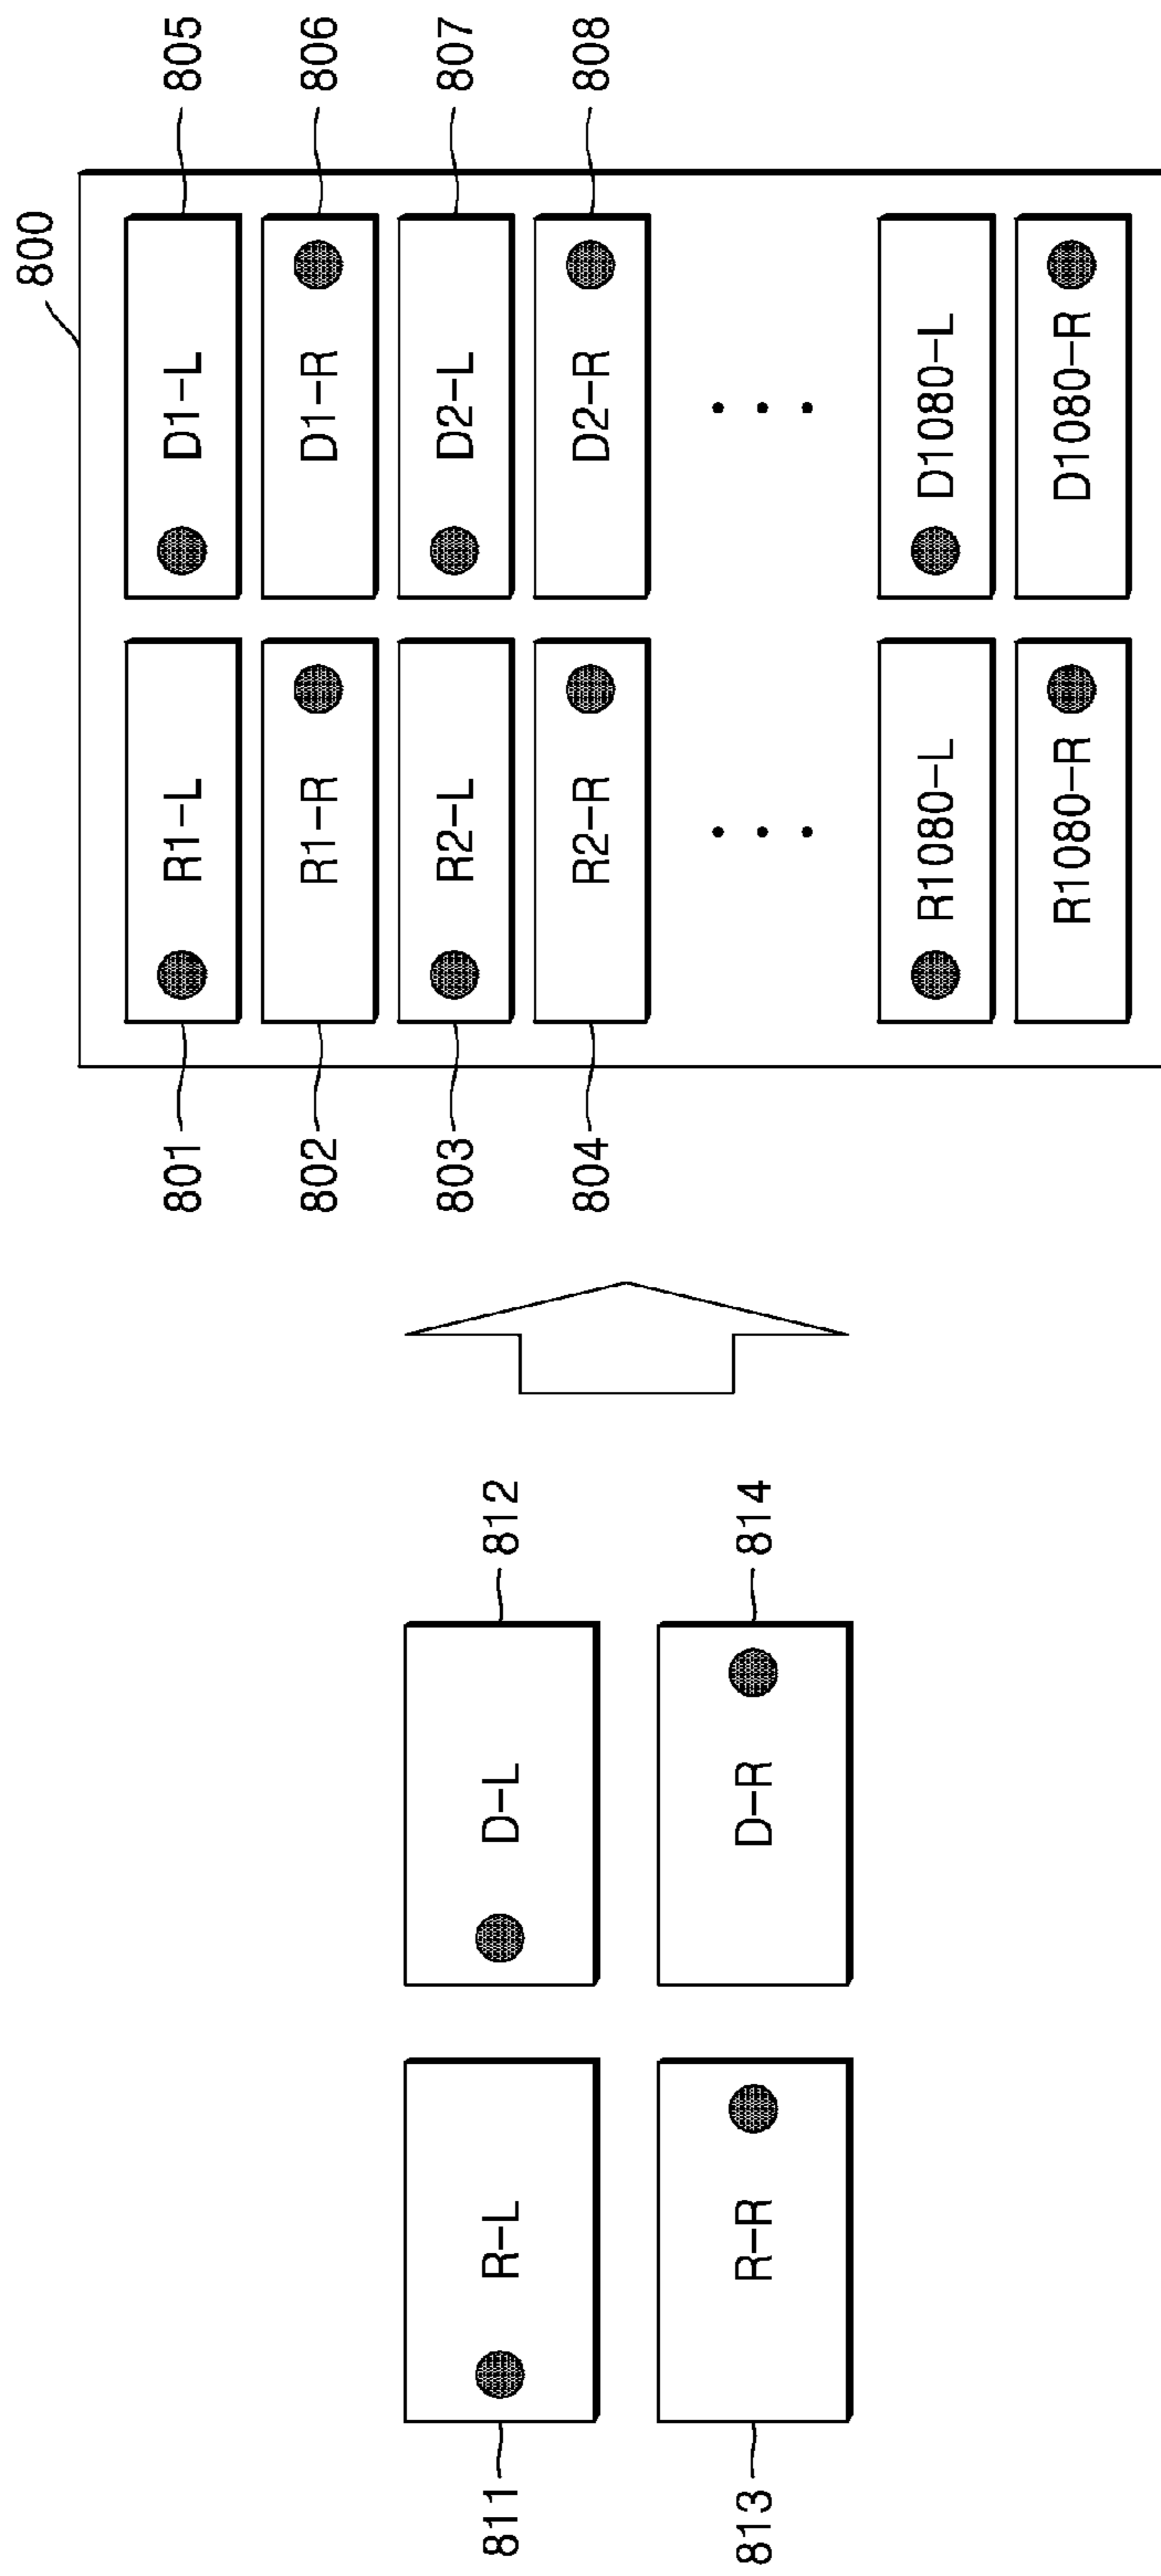 811 R-L D-L 812
813 R-R D-R 814
800
801 R1-L D1-L 805
802 R1-R D1-R 806
803 R2-L D2-L 807
804 R2-R D2-R 808
R1080-L D1080-L
R1080-R D1080-R